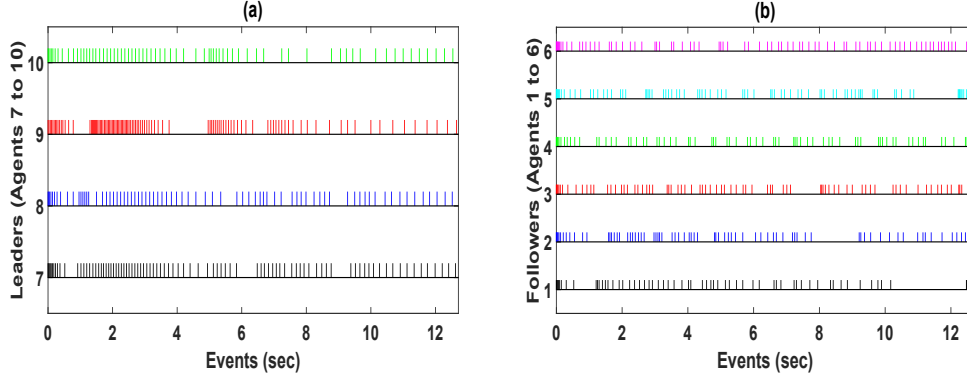 (a)
Leaders (Agents 7 to 10)
10
9
8
7
0 2 4 6 8 10 12
Events (sec)
(b)
Followers (Agents 1 to 6)
6
5
4
3
2
1
0 2 4 6 8 10 12
Events (sec)